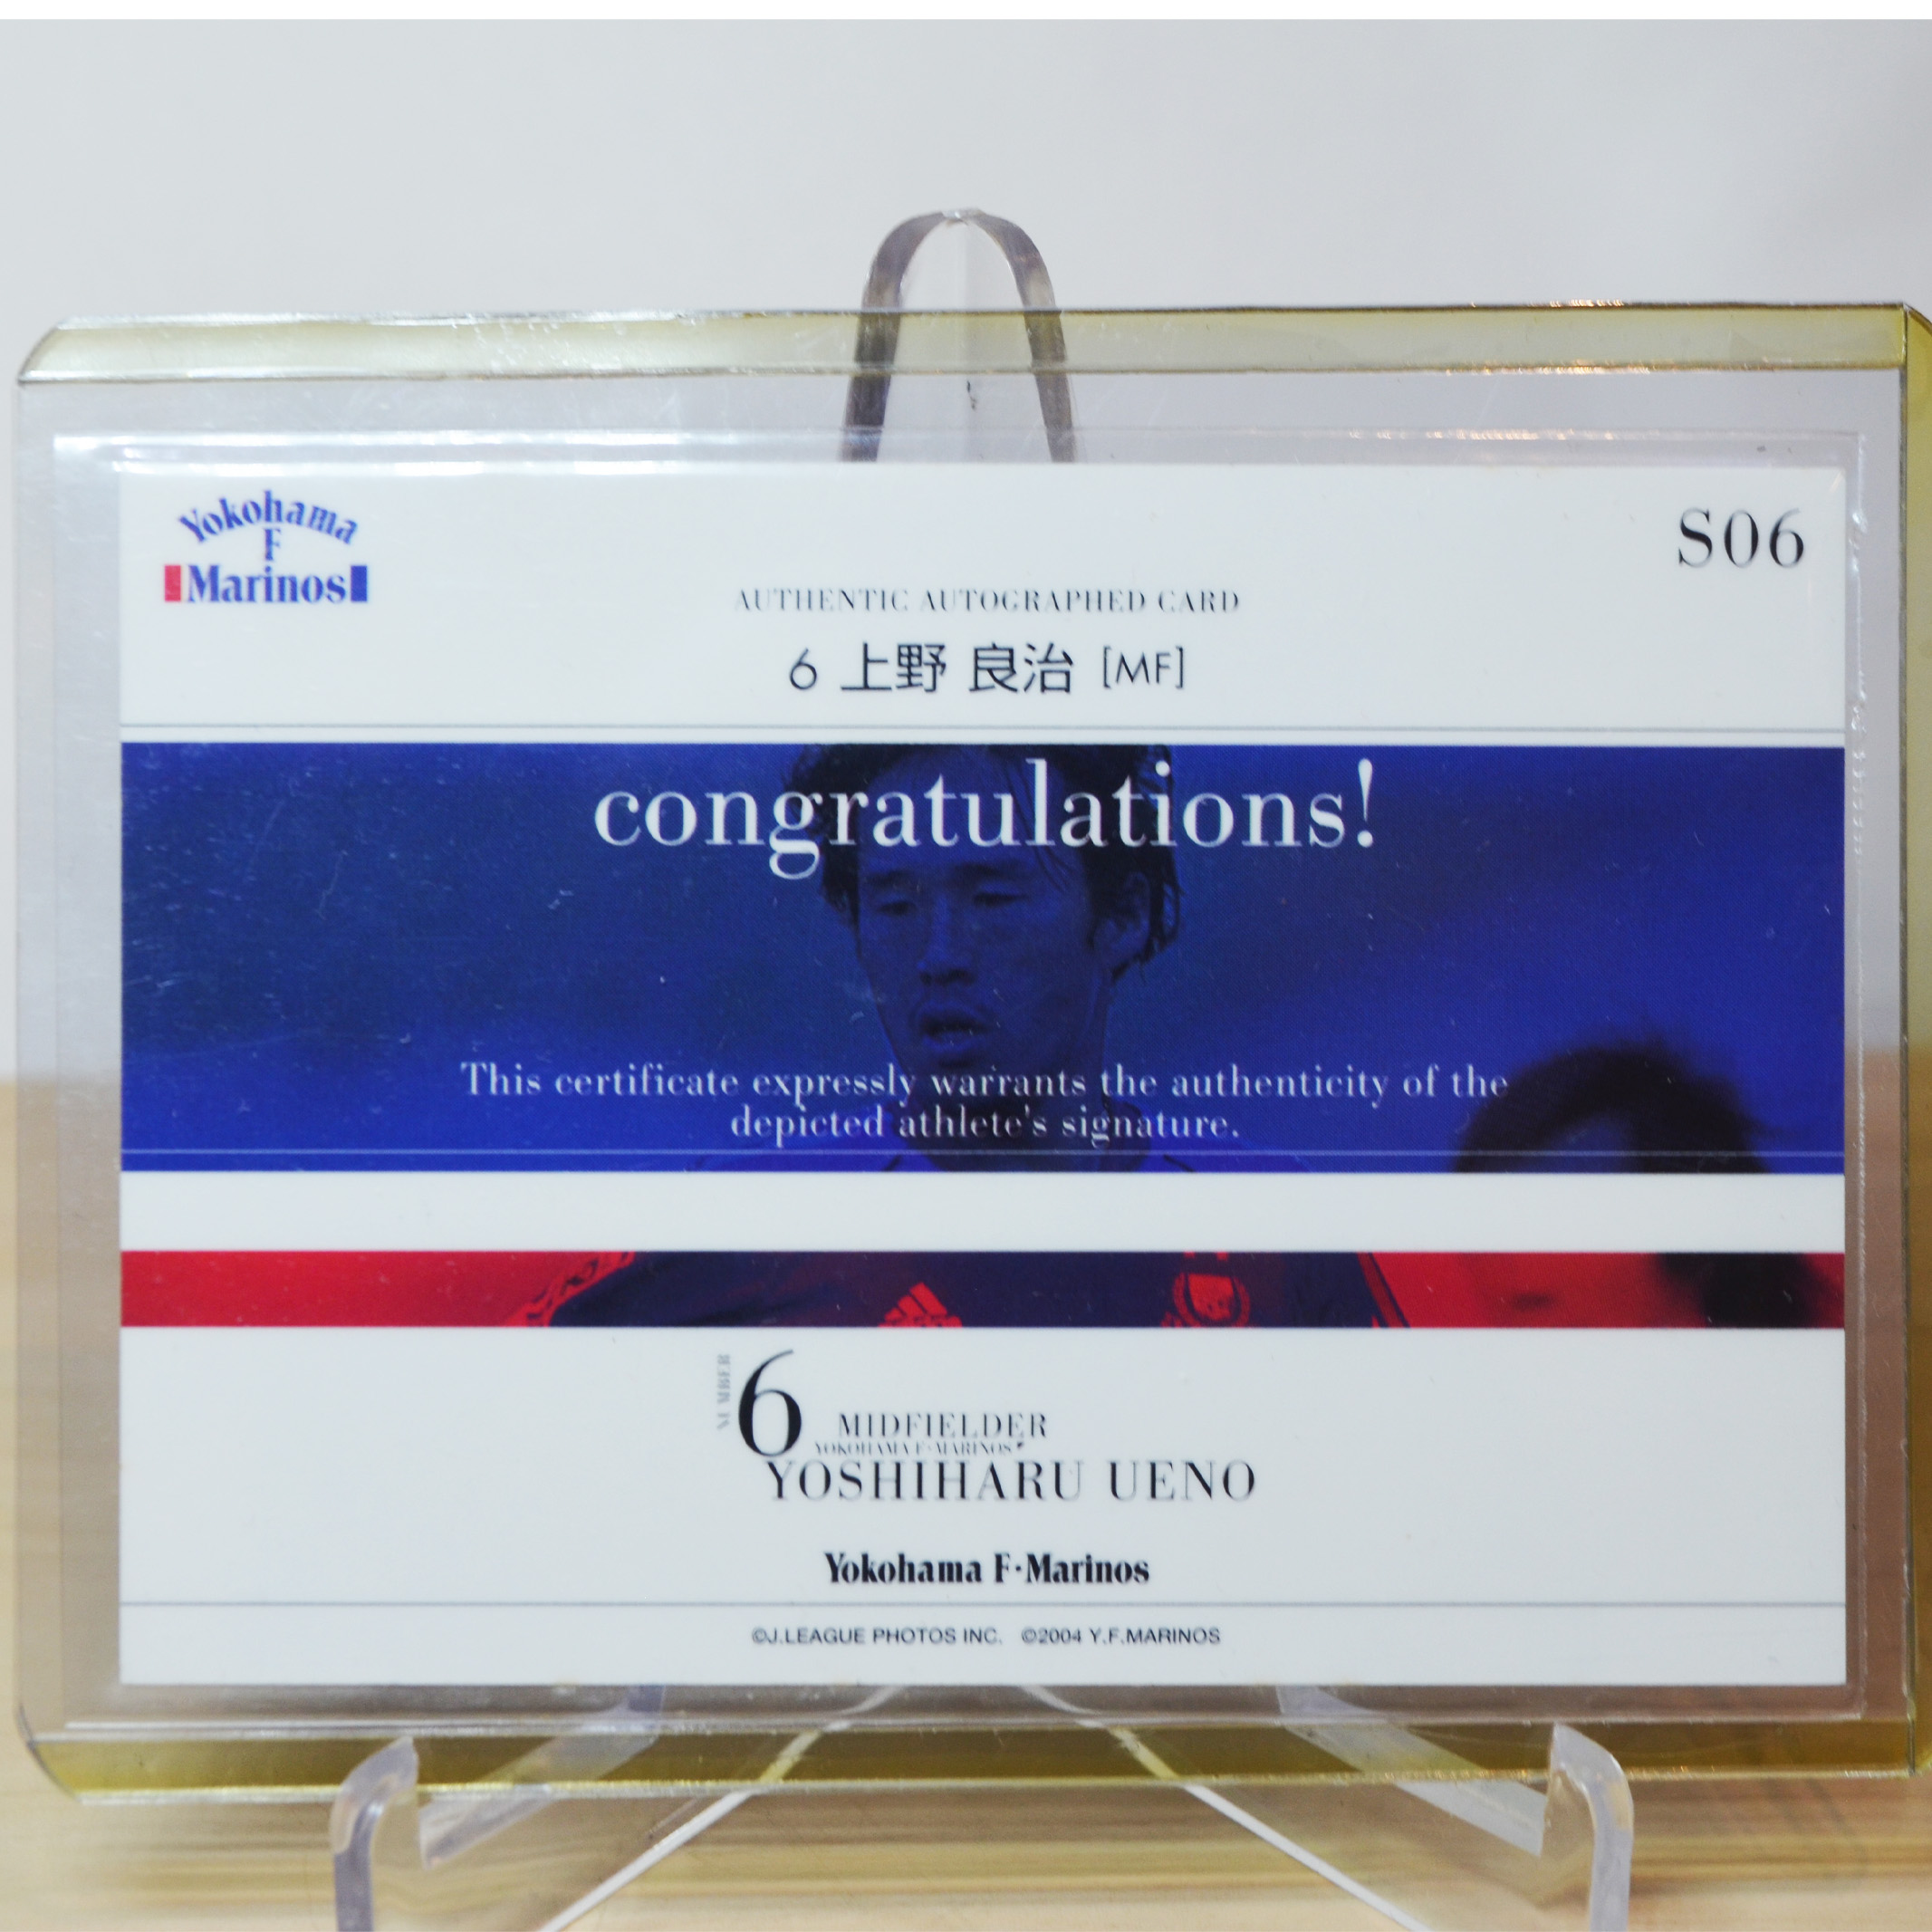 Yokohama
F
Marinos
S06
AUTHENTIC AUTOGRAPHED CARD
6 上野 良治 [MF]
congratulations!
This certificate expressly warrants the authenticity of the
depicted athlete's signature.
NUMBER
6 MIDFIELDER
YOKOHAMA F·MARINOS
YOSHIHARU UENO
Yokohama F·Marinos
©J.LEAGUE PHOTOS INC. ©2004 Y.F.MARINOS